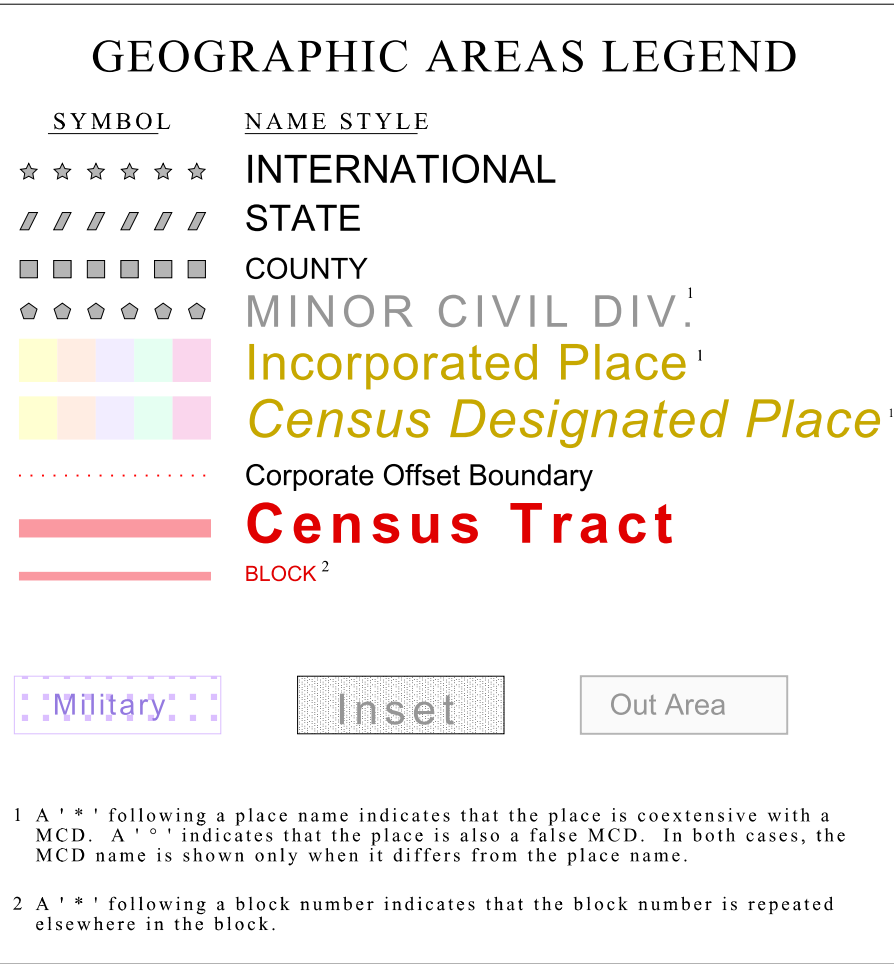 GEOGRAPHIC AREAS LEGEND
SYMBOL NAME STYLE
INTERNATIONAL
STATE
COUNTY
MINOR CIVIL DIV. 1
Incorporated Place 1
Census Designated Place 1
Corporate Offset Boundary
Census Tract
BLOCK 2
Military Inset Out Area
1 A ' * ' following a place name indicates that the place is coextensive with a
MCD. A ' ° ' indicates that the place is also a false MCD. In both cases, the
MCD name is shown only when it differs from the place name.
2 A ' * ' following a block number indicates that the block number is repeated
elsewhere in the block.